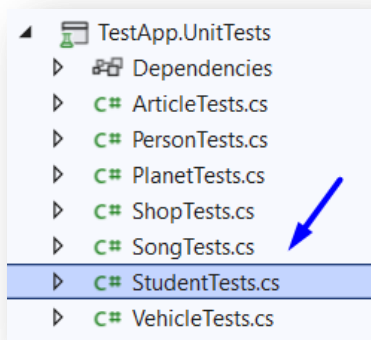 TestApp.UnitTests
Dependencies
C# ArticleTests.cs
C# PersonTests.cs
C# PlanetTests.cs
C# ShopTests.cs
C# SongTests.cs
C# StudentTests.cs
C# VehicleTests.cs